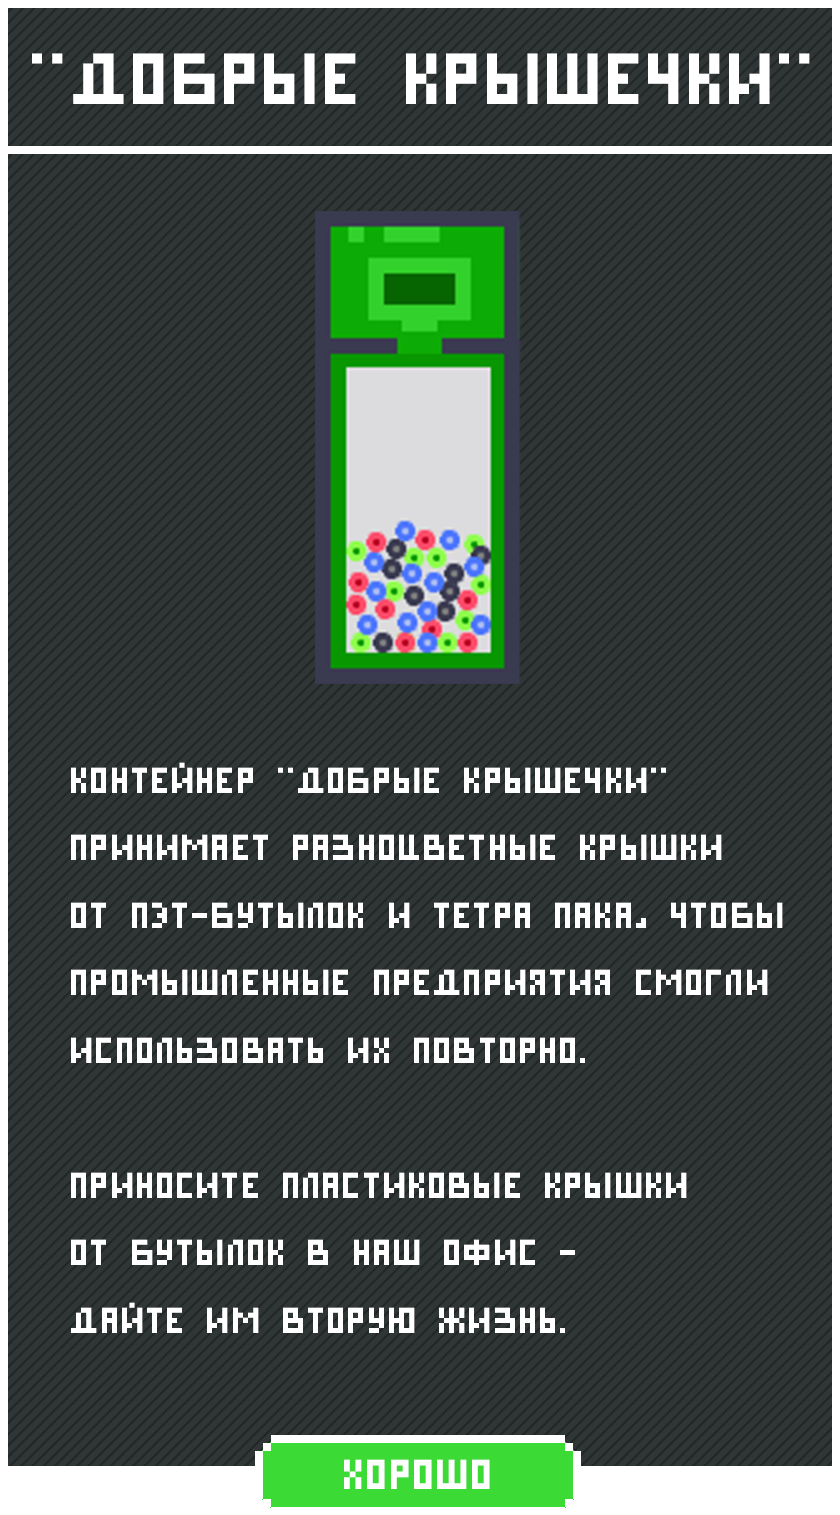 "ДОБРЫЕ КРЫШЕЧКИ"
КОНТЕЙНЕР "ДОБРЫЕ КРЫШЕЧКИ"
ПРИНИМАЕТ РАЗНОЦВЕТНЫЕ КРЫШКИ
ОТ ПЭТ-БУТЫЛОК И ТЕТРА ПАКА, ЧТОБЫ
ПРОМЫШЛЕННЫЕ ПРЕДПРИЯТИЯ СМОГЛИ
ИСПОЛЬЗОВАТЬ ИХ ПОВТОРНО.
ПРИНОСИТЕ ПЛАСТИКОВЫЕ КРЫШКИ
ОТ БУТЫЛОК В НАШ ОФИС -
ДАЙТЕ ИМ ВТОРУЮ ЖИЗНЬ.
ХОРОШО